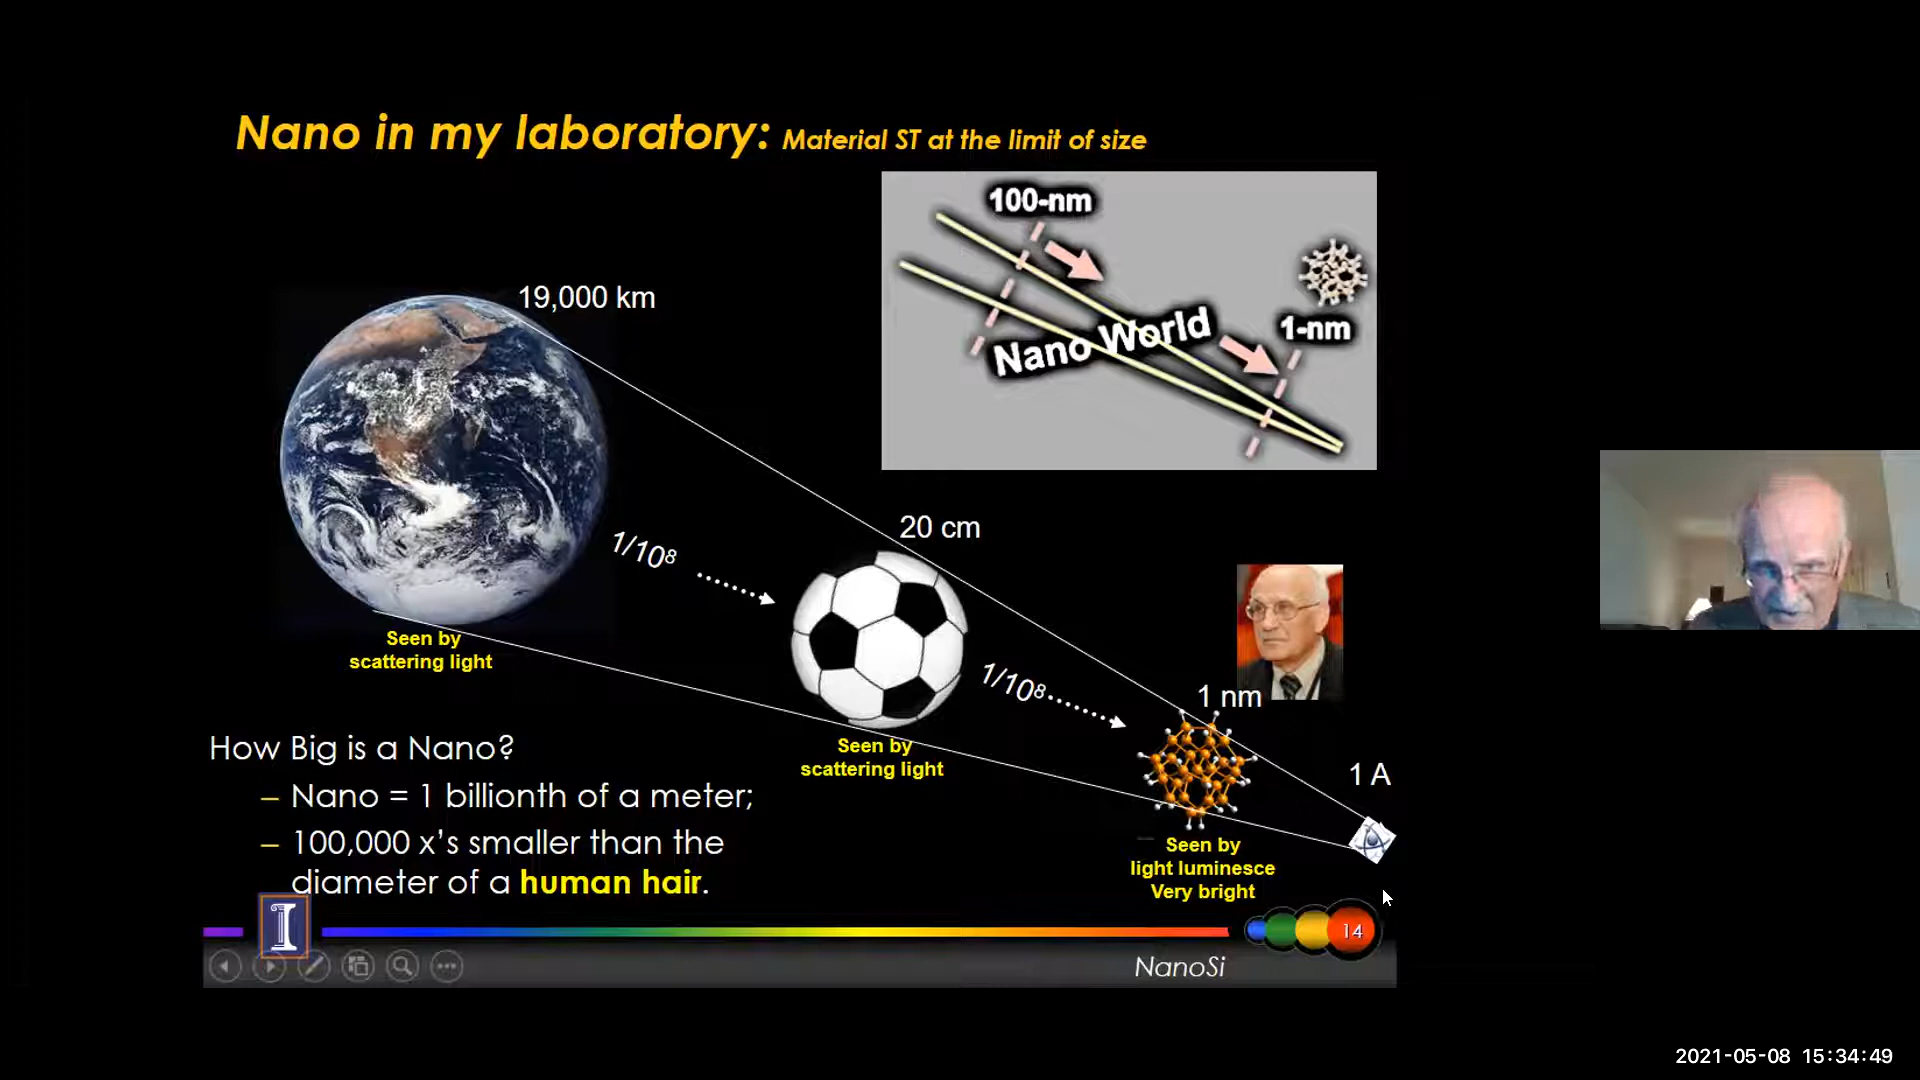 Nano in my laboratory: Material ST at the limit of size
100-nm
Nano World
1-nm
19,000 km
1/10⁸
20 cm
1/10⁸
1 nm
1 A
Seen by
scattering light
Seen by
scattering light
Seen by
light luminesce
Very bright
How Big is a Nano?
– Nano = 1 billionth of a meter;
– 100,000 x’s smaller than the
diameter of a human hair.
I
14
NanoSi
2021-05-08 15:34:49